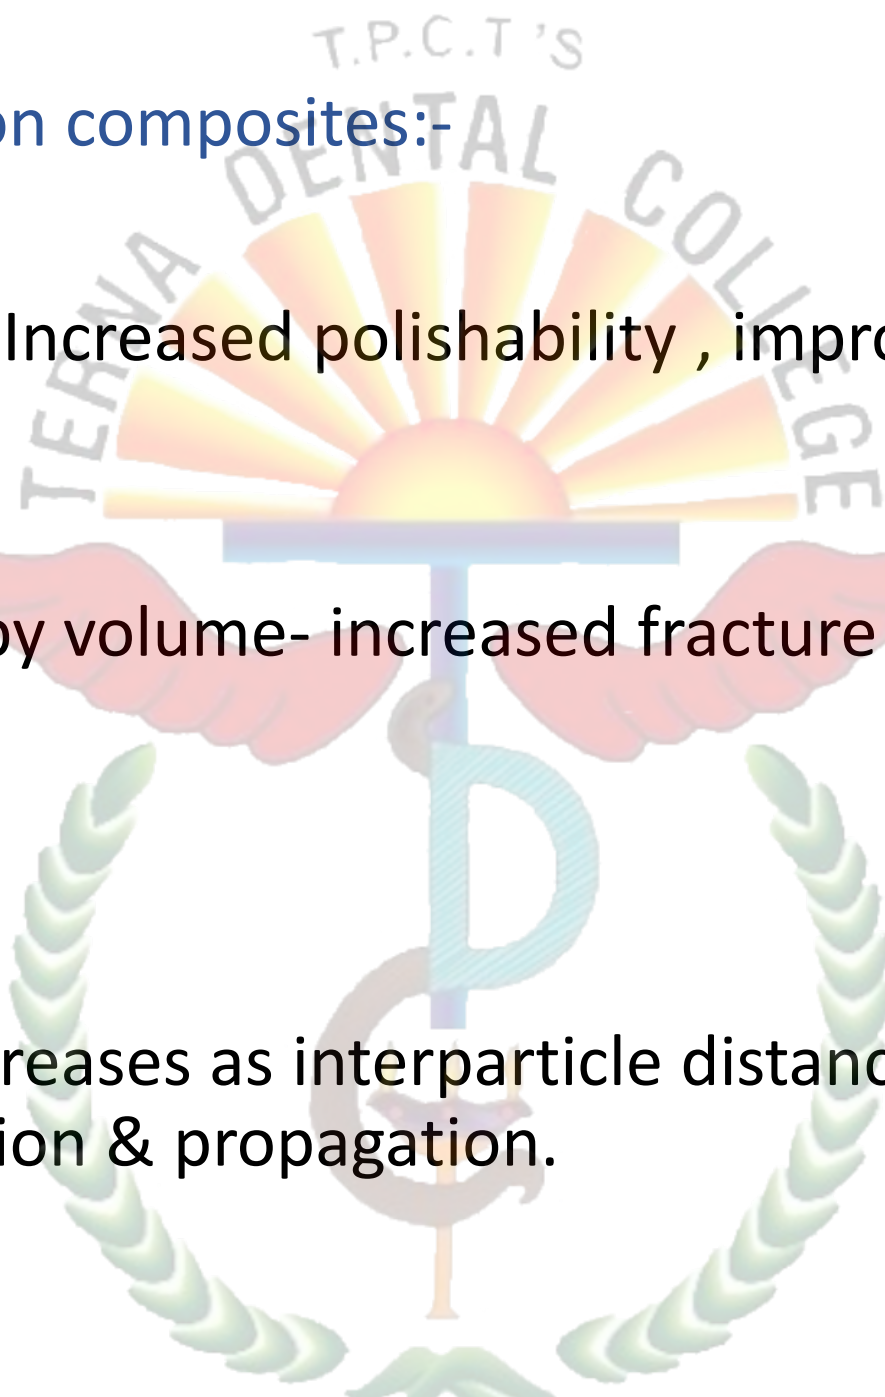 T.P.C.T'S
TERNA DENTAL COLLEGE
on composites:-
Increased polishability , impro
by volume- increased fracture
reases as interparticle distanc
ion & propagation.